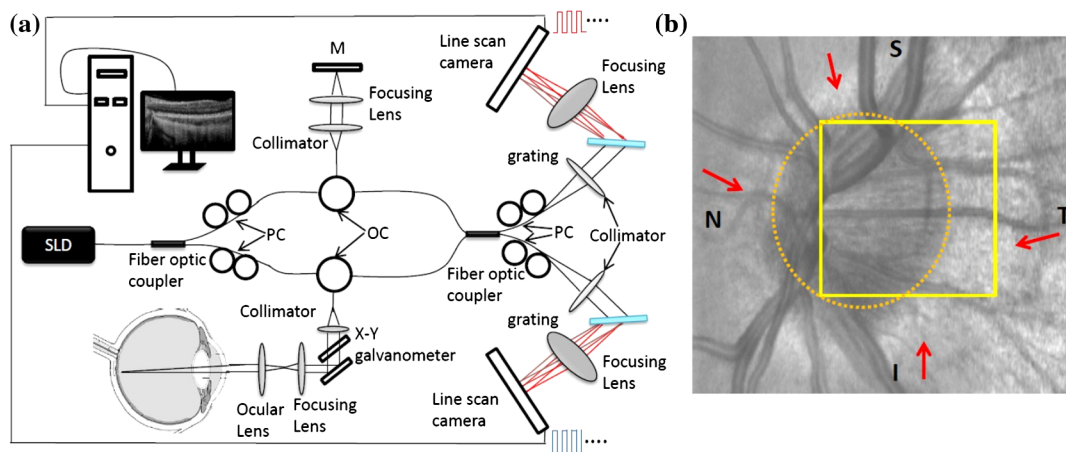 (a)
M
Line scan
camera
Focusing
Lens
Focusing
Lens
Collimator
grating
SLD
PC
OC
PC
Collimator
Fiber optic
coupler
Fiber optic
coupler
Collimator
X-Y
galvanometer
grating
Focusing
Lens
Ocular
Lens
Focusing
Lens
Line scan
camera
(b)
S
N
T
I